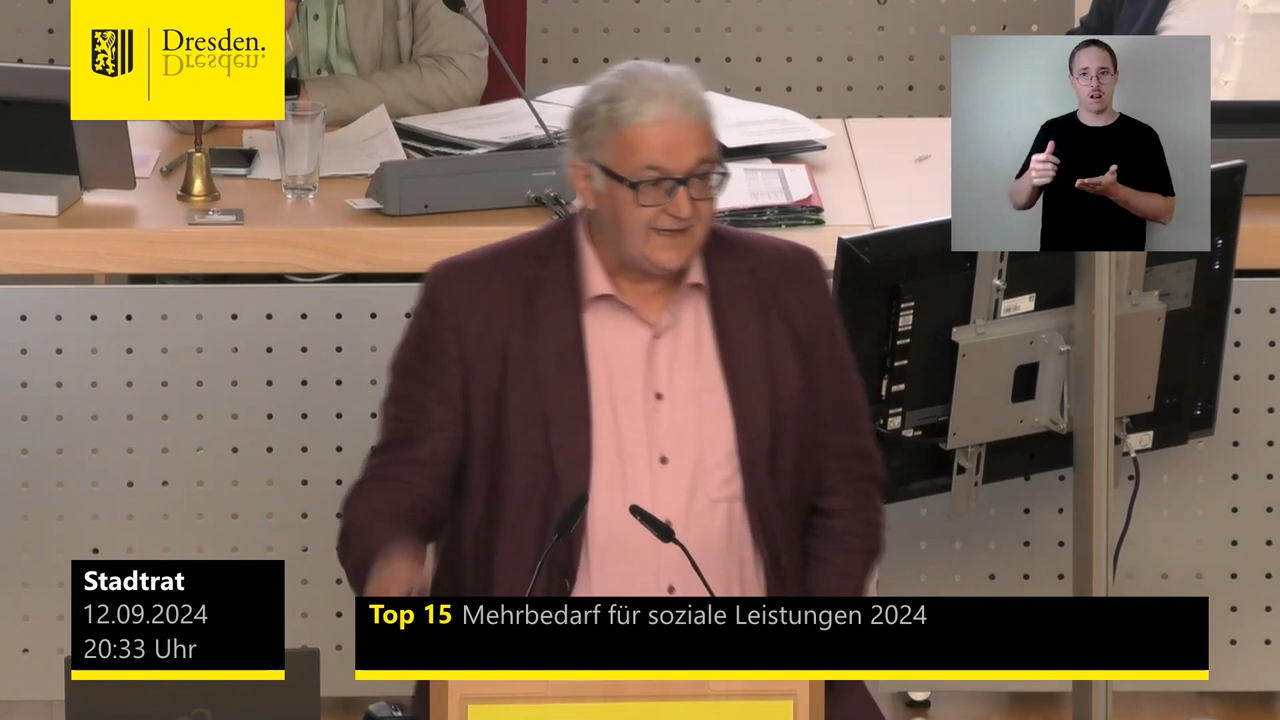 Dresden.
Dresden.
Stadtrat
12.09.2024
20:33 Uhr
Top 15 Mehrbedarf für soziale Leistungen 2024